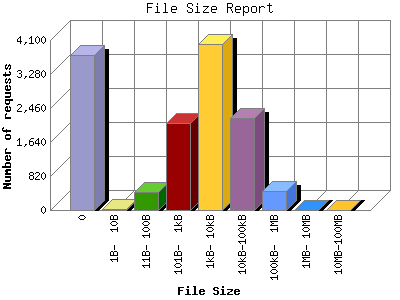 File Size Report
Number of requests
4,100
3,280
2,460
1,640
820
0
0
1B- 10B
11B- 100B
101B- 1kB
1kB- 10kB
10kB-100kB
100kB- 1MB
1MB- 10MB
10MB-100MB
File Size